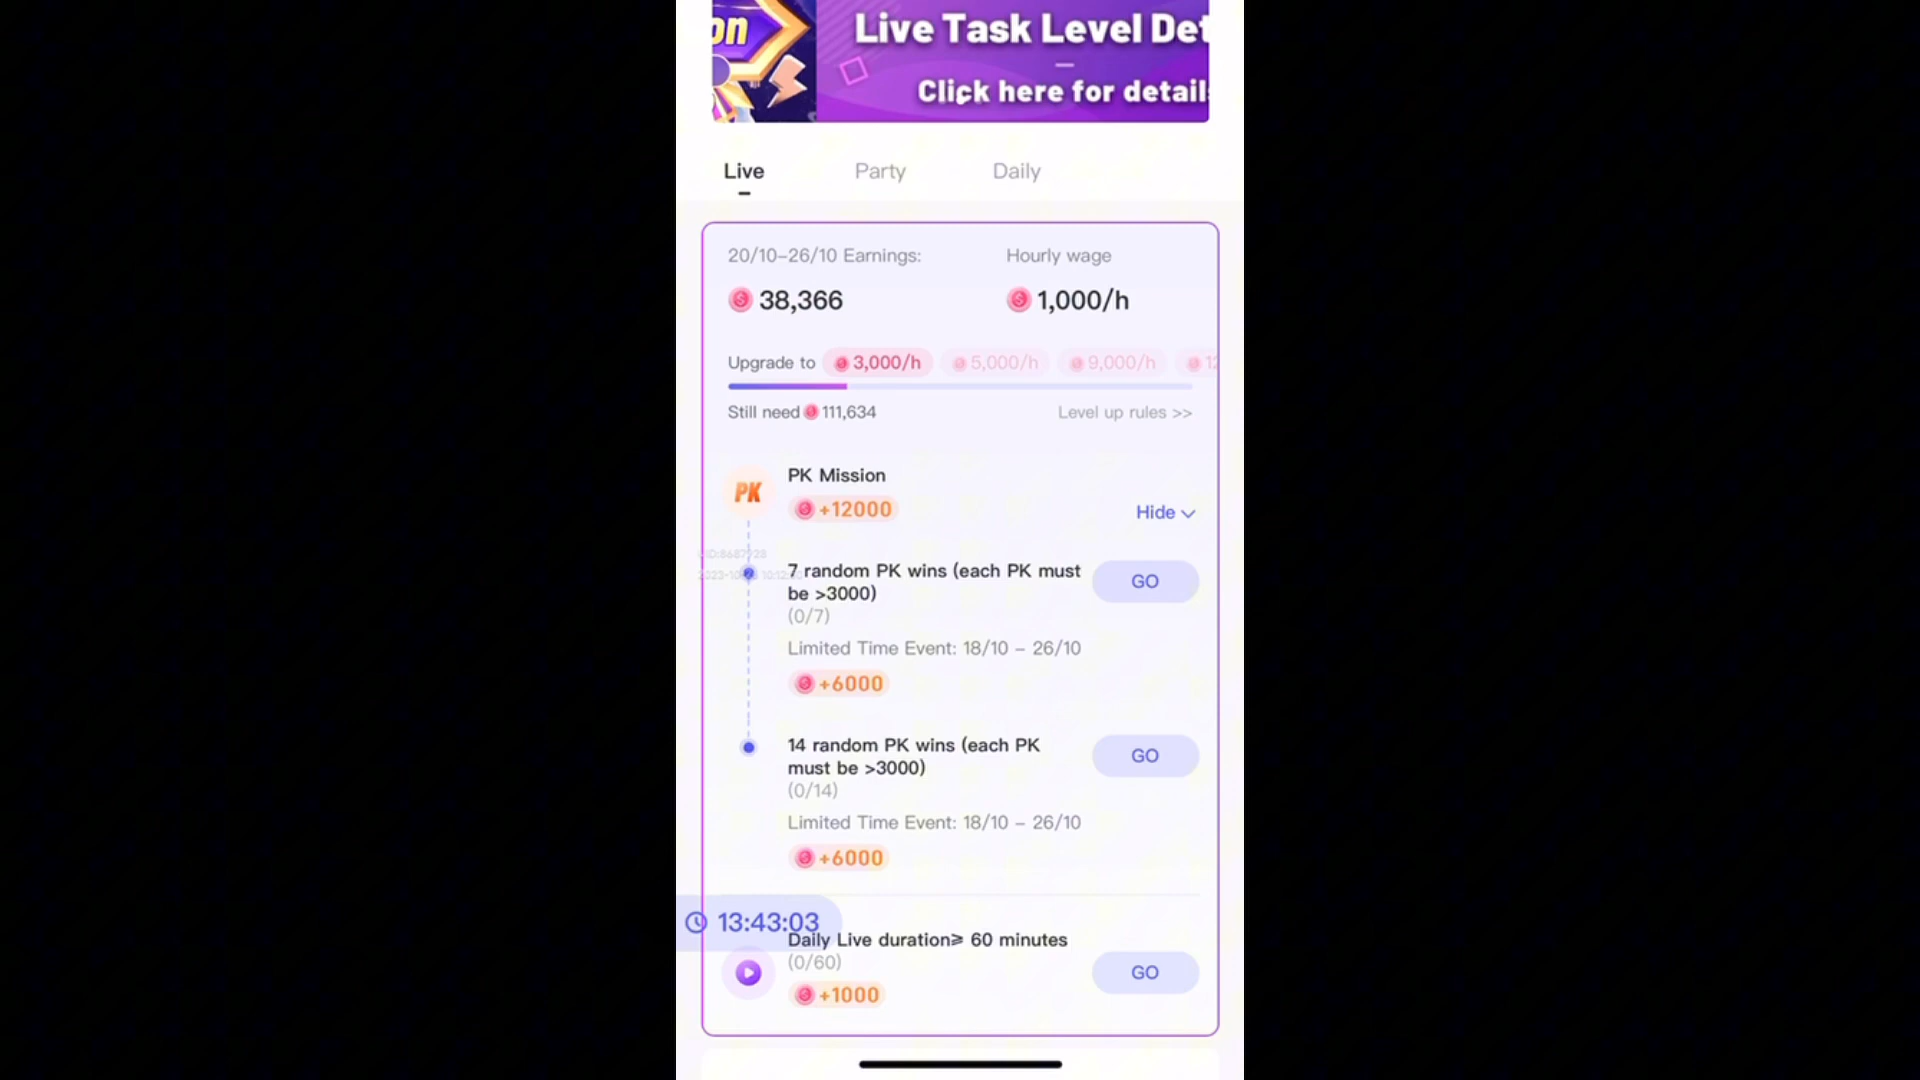 on
Live Task Level Det
Click here for details
Live Party Daily
20/10–26/10 Earnings: Hourly wage
38,366 1,000/h
Upgrade to 3,000/h 5,000/h 9,000/h 12
Still need 111,634 Level up rules >>
PK Mission
PK
+12000
Hide
7 random PK wins (each PK must
be >3000)
GO
(0/7)
Limited Time Event: 18/10 – 26/10
+6000
14 random PK wins (each PK
must be >3000)
GO
(0/14)
Limited Time Event: 18/10 – 26/10
+6000
13:43:03
Daily Live duration≥ 60 minutes
(0/60)
GO
+1000